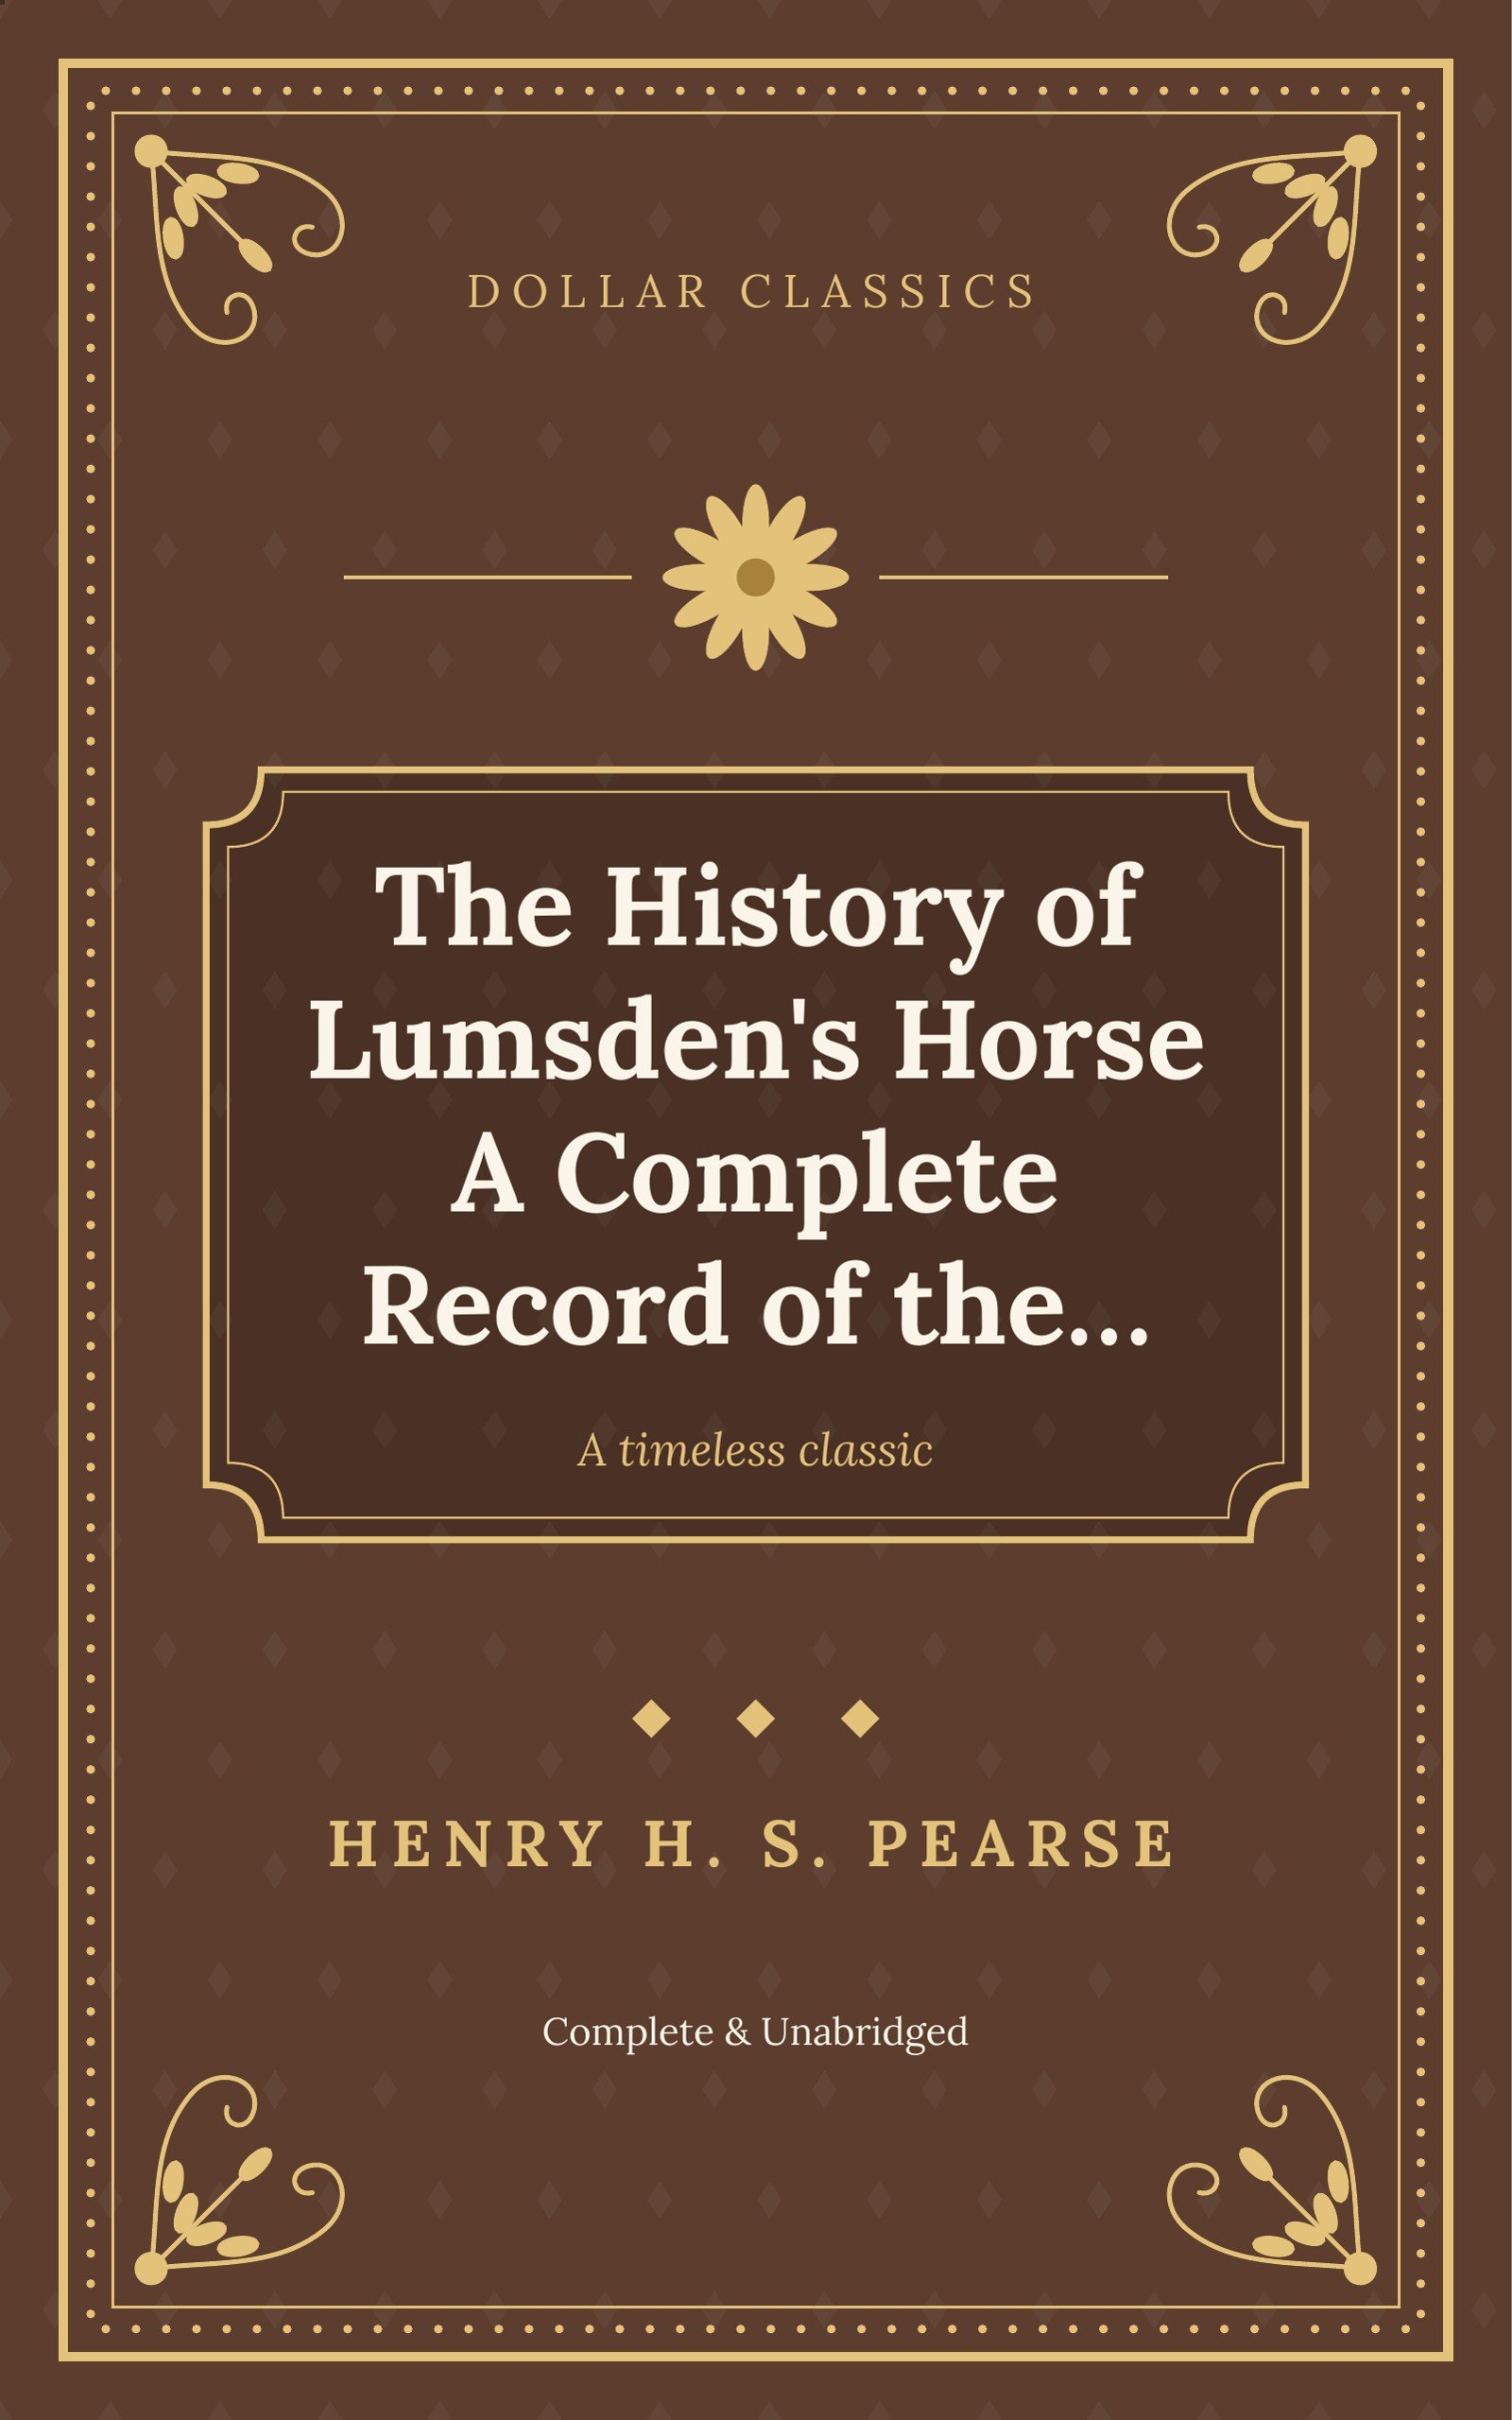 DOLLAR CLASSICS
The History of
Lumsden's Horse
A Complete
Record of the...
A timeless classic
HENRY H. S. PEARSE
Complete & Unabridged